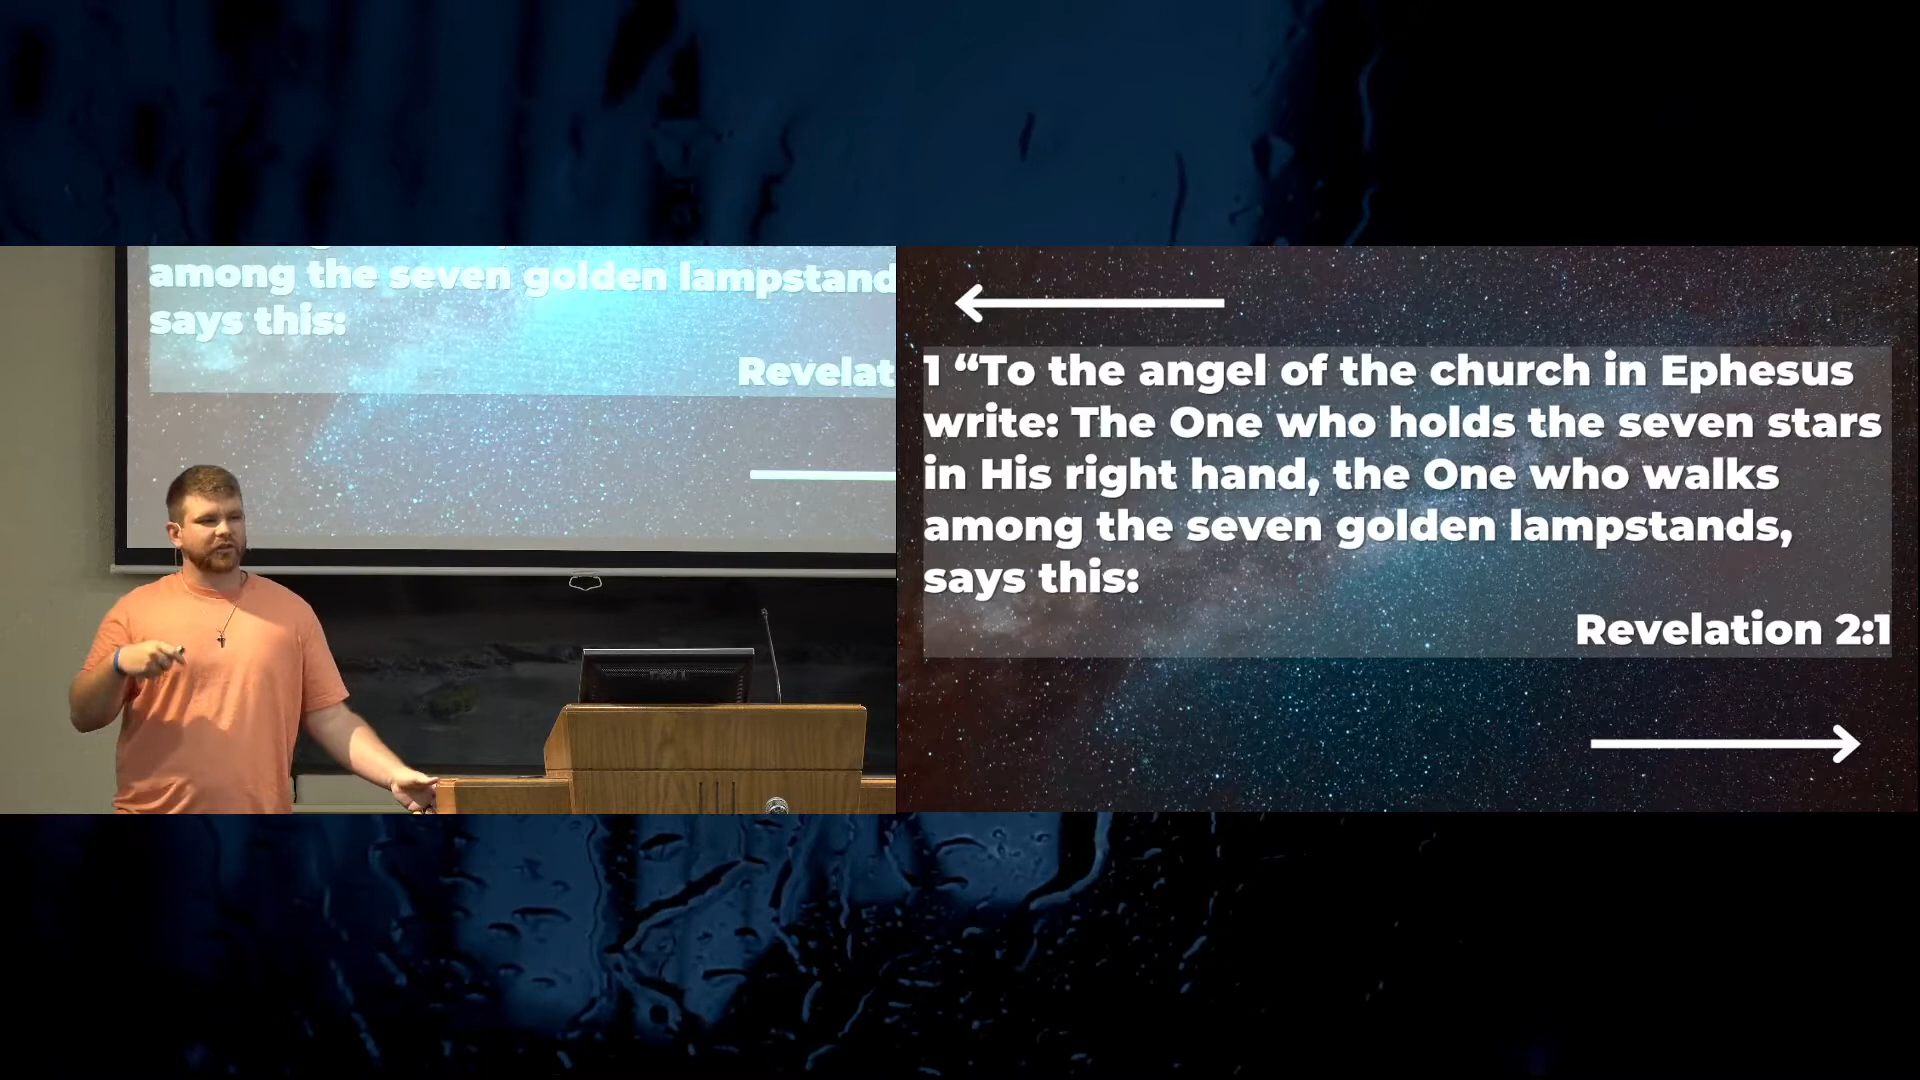 among the seven golden lampstand
says this:
Revelat
1 “To the angel of the church in Ephesus
write: The One who holds the seven stars
in His right hand, the One who walks
among the seven golden lampstands,
says this:
Revelation 2:1